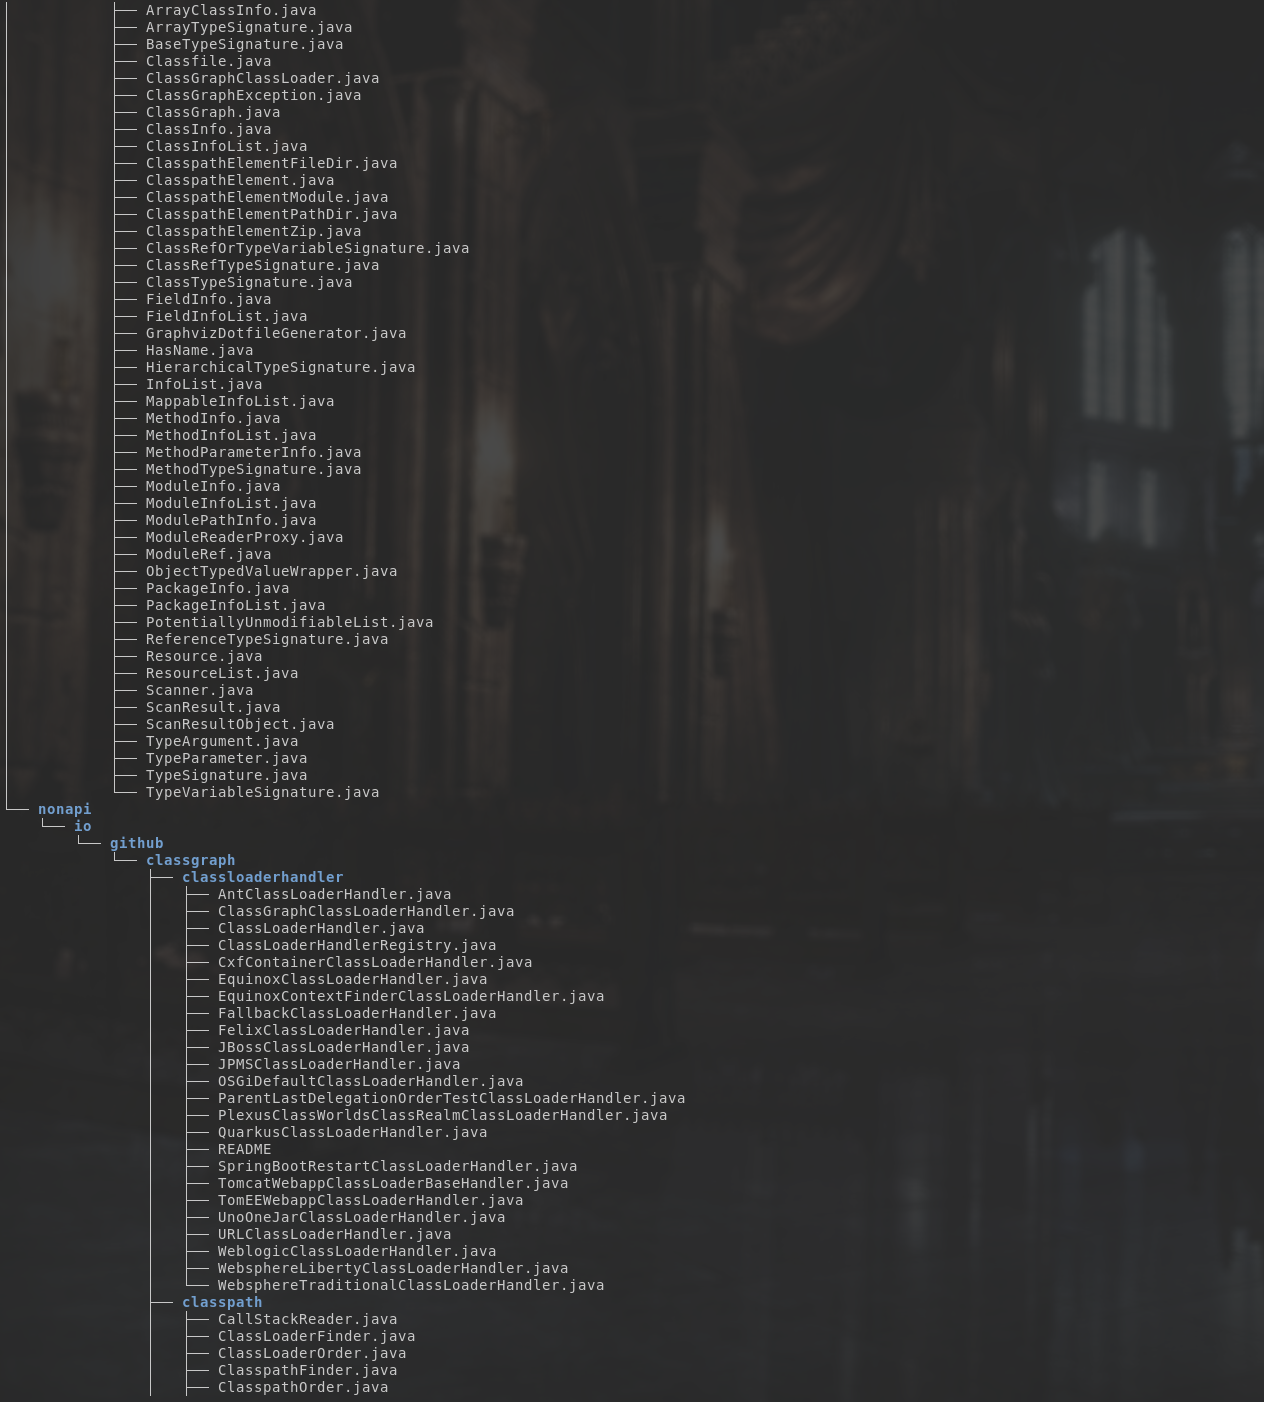 ├── ArrayClassInfo.java
├── ArrayTypeSignature.java
├── BaseTypeSignature.java
├── Classfile.java
├── ClassGraphClassLoader.java
├── ClassGraphException.java
├── ClassGraph.java
├── ClassInfo.java
├── ClassInfoList.java
├── ClasspathElementFileDir.java
├── ClasspathElement.java
├── ClasspathElementModule.java
├── ClasspathElementPathDir.java
├── ClasspathElementZip.java
├── ClassRefOrTypeVariableSignature.java
├── ClassRefTypeSignature.java
├── ClassTypeSignature.java
├── FieldInfo.java
├── FieldInfoList.java
├── GraphvizDotfileGenerator.java
├── HasName.java
├── HierarchicalTypeSignature.java
├── InfoList.java
├── MappableInfoList.java
├── MethodInfo.java
├── MethodInfoList.java
├── MethodParameterInfo.java
├── MethodTypeSignature.java
├── ModuleInfo.java
├── ModuleInfoList.java
├── ModulePathInfo.java
├── ModuleReaderProxy.java
├── ModuleRef.java
├── ObjectTypedValueWrapper.java
├── PackageInfo.java
├── PackageInfoList.java
├── PotentiallyUnmodifiableList.java
├── ReferenceTypeSignature.java
├── Resource.java
├── ResourceList.java
├── Scanner.java
├── ScanResult.java
├── ScanResultObject.java
├── TypeArgument.java
├── TypeParameter.java
├── TypeSignature.java
└── TypeVariableSignature.java
└── nonapi
└── io
└── github
└── classgraph
├── classloaderhandler
│   ├── AntClassLoaderHandler.java
│   ├── ClassGraphClassLoaderHandler.java
│   ├── ClassLoaderHandler.java
│   ├── ClassLoaderHandlerRegistry.java
│   ├── CxfContainerClassLoaderHandler.java
│   ├── EquinoxClassLoaderHandler.java
│   ├── EquinoxContextFinderClassLoaderHandler.java
│   ├── FallbackClassLoaderHandler.java
│   ├── FelixClassLoaderHandler.java
│   ├── JBossClassLoaderHandler.java
│   ├── JPMSClassLoaderHandler.java
│   ├── OSGiDefaultClassLoaderHandler.java
│   ├── ParentLastDelegationOrderTestClassLoaderHandler.java
│   ├── PlexusClassWorldsClassRealmClassLoaderHandler.java
│   ├── QuarkusClassLoaderHandler.java
│   ├── README
│   ├── SpringBootRestartClassLoaderHandler.java
│   ├── TomcatWebappClassLoaderBaseHandler.java
│   ├── TomEEWebappClassLoaderHandler.java
│   ├── UnoOneJarClassLoaderHandler.java
│   ├── URLClassLoaderHandler.java
│   ├── WeblogicClassLoaderHandler.java
│   ├── WebsphereLibertyClassLoaderHandler.java
│   └── WebsphereTraditionalClassLoaderHandler.java
├── classpath
│   ├── CallStackReader.java
│   ├── ClassLoaderFinder.java
│   ├── ClassLoaderOrder.java
│   ├── ClasspathFinder.java
│   ├── ClasspathOrder.java